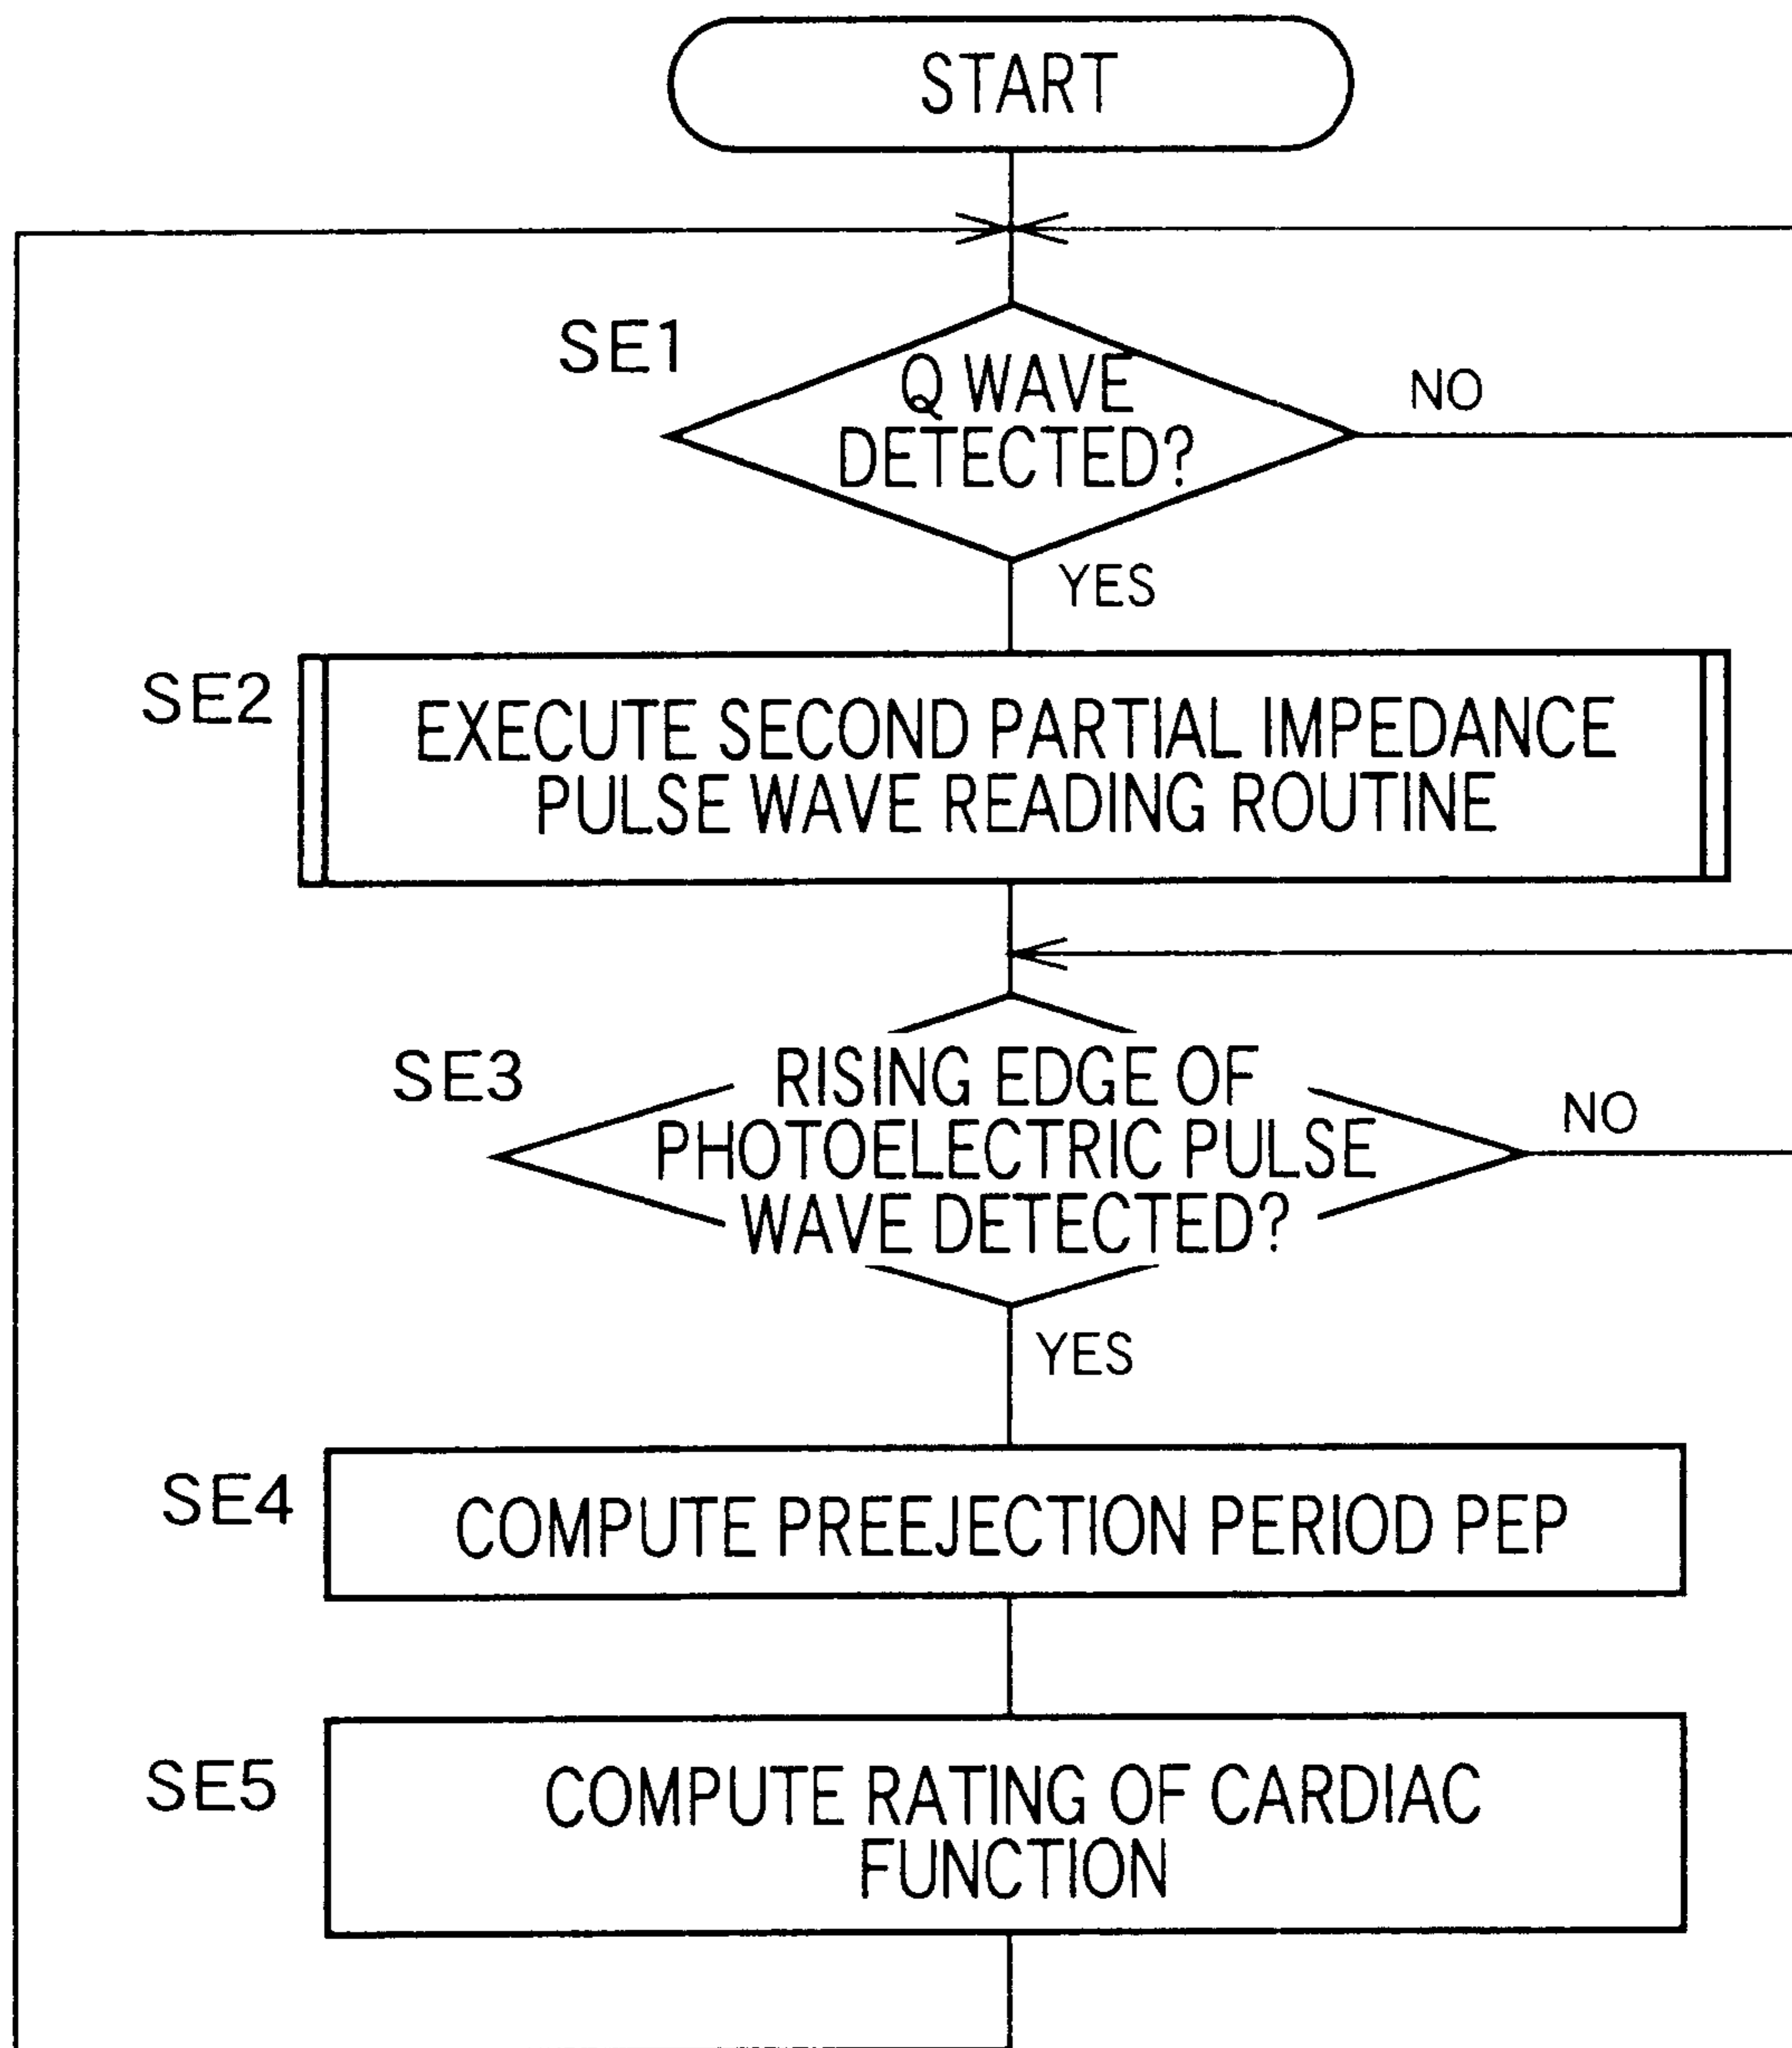 START
SE1
Q WAVE
DETECTED?
NO
YES
SE2
EXECUTE SECOND PARTIAL IMPEDANCE
PULSE WAVE READING ROUTINE
SE3
RISING EDGE OF
PHOTOELECTRIC PULSE
WAVE DETECTED?
NO
YES
SE4
COMPUTE PREEJECTION PERIOD PEP
SE5
COMPUTE RATING OF CARDIAC
FUNCTION